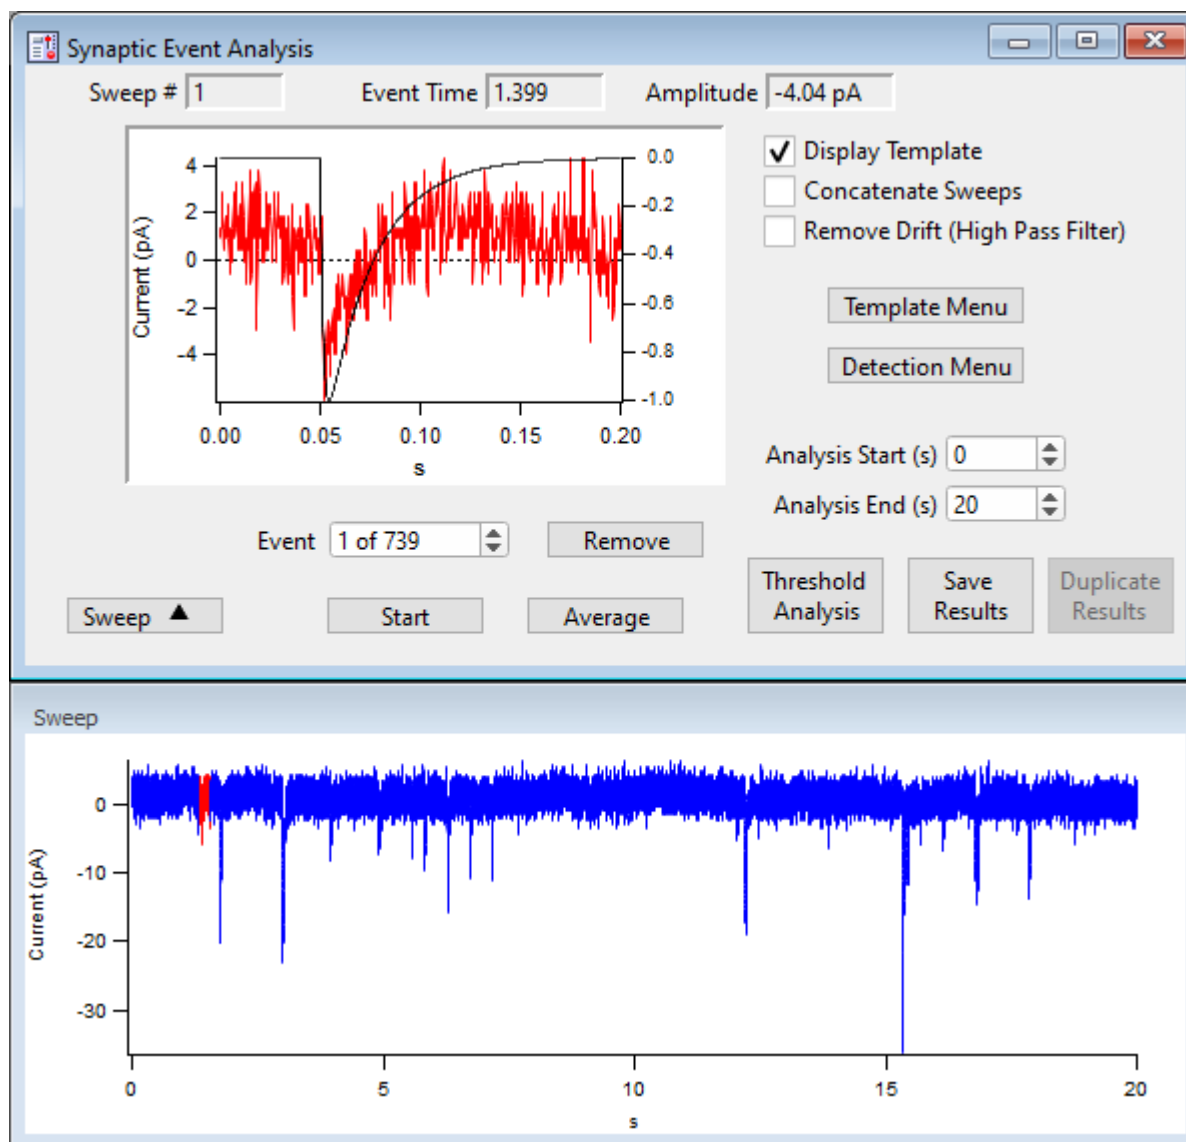 Synaptic Event Analysis
Sweep # 1 Event Time 1.399 Amplitude -4.04 pA
Display Template
Concatenate Sweeps
Remove Drift (High Pass Filter)
Current (pA)
4
2
0
-2
-4
0.0
-0.2
-0.4
-0.6
-0.8
-1.0
0.00 0.05 0.10 0.15 0.20
s
Template Menu
Detection Menu
Analysis Start (s) 0
Analysis End (s) 20
Event 1 of 739 Remove
Sweep ▲ Start Average
Threshold Analysis
Save Results
Duplicate Results
Sweep
Current (pA)
0
-10
-20
-30
0 5 10 15 20
s